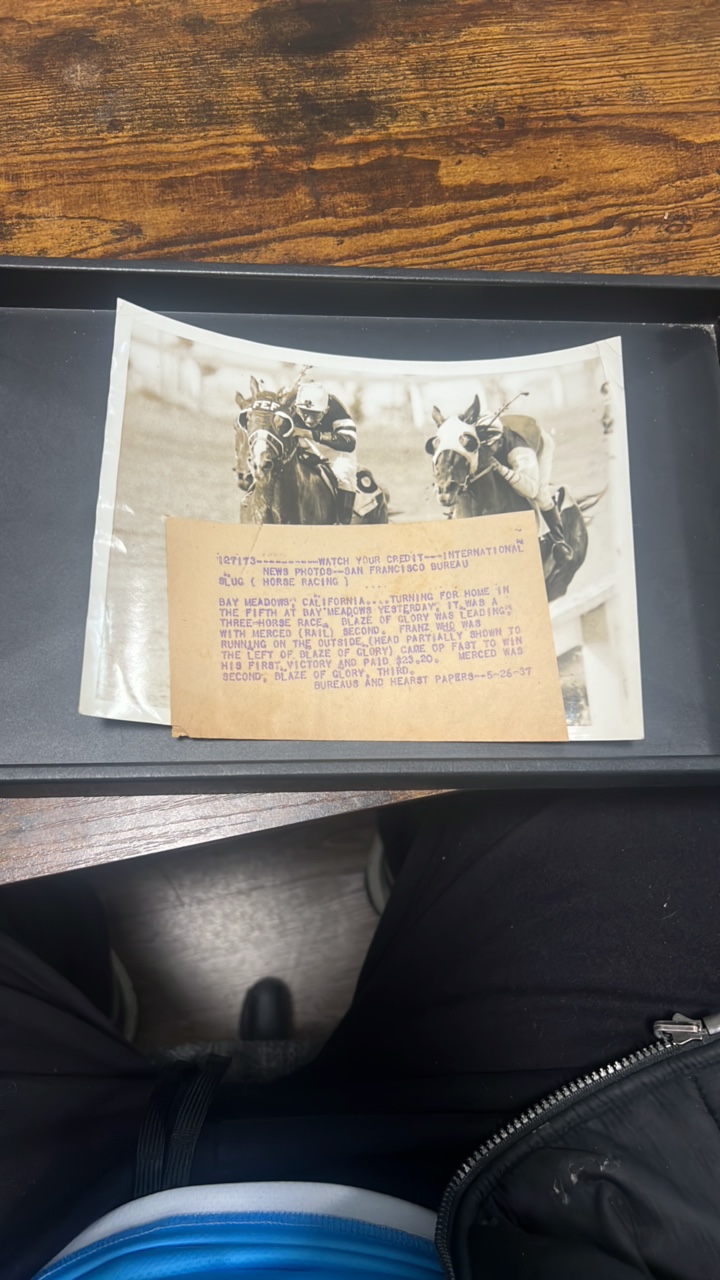 FCF
127173----------WATCH YOUR CREDIT---INTERNATIONAL
NEWS PHOTOS--SAN FRANCISCO BUREAU
SLUG ( HORSE RACING )
BAY MEADOWS, CALIFORNIA....TURNING FOR HOME IN
THE FIFTH AT BAY MEADOWS YESTERDAY, IT WAS A
THREE-HORSE RACE. BLAZE OF GLORY WAS LEADING,
WITH MERCED (RAIL) SECOND. FRANZ WHO WAS
RUNNING ON THE OUTSIDE (HEAD PARTIALLY SHOWN TO
THE LEFT OF BLAZE OF GLORY) CAME UP FAST TO WIN
HIS FIRST VICTORY AND PAID $23.20. MERCED WAS
SECOND, BLAZE OF GLORY, THIRD.
BUREAUS AND HEARST PAPERS--5-26-37